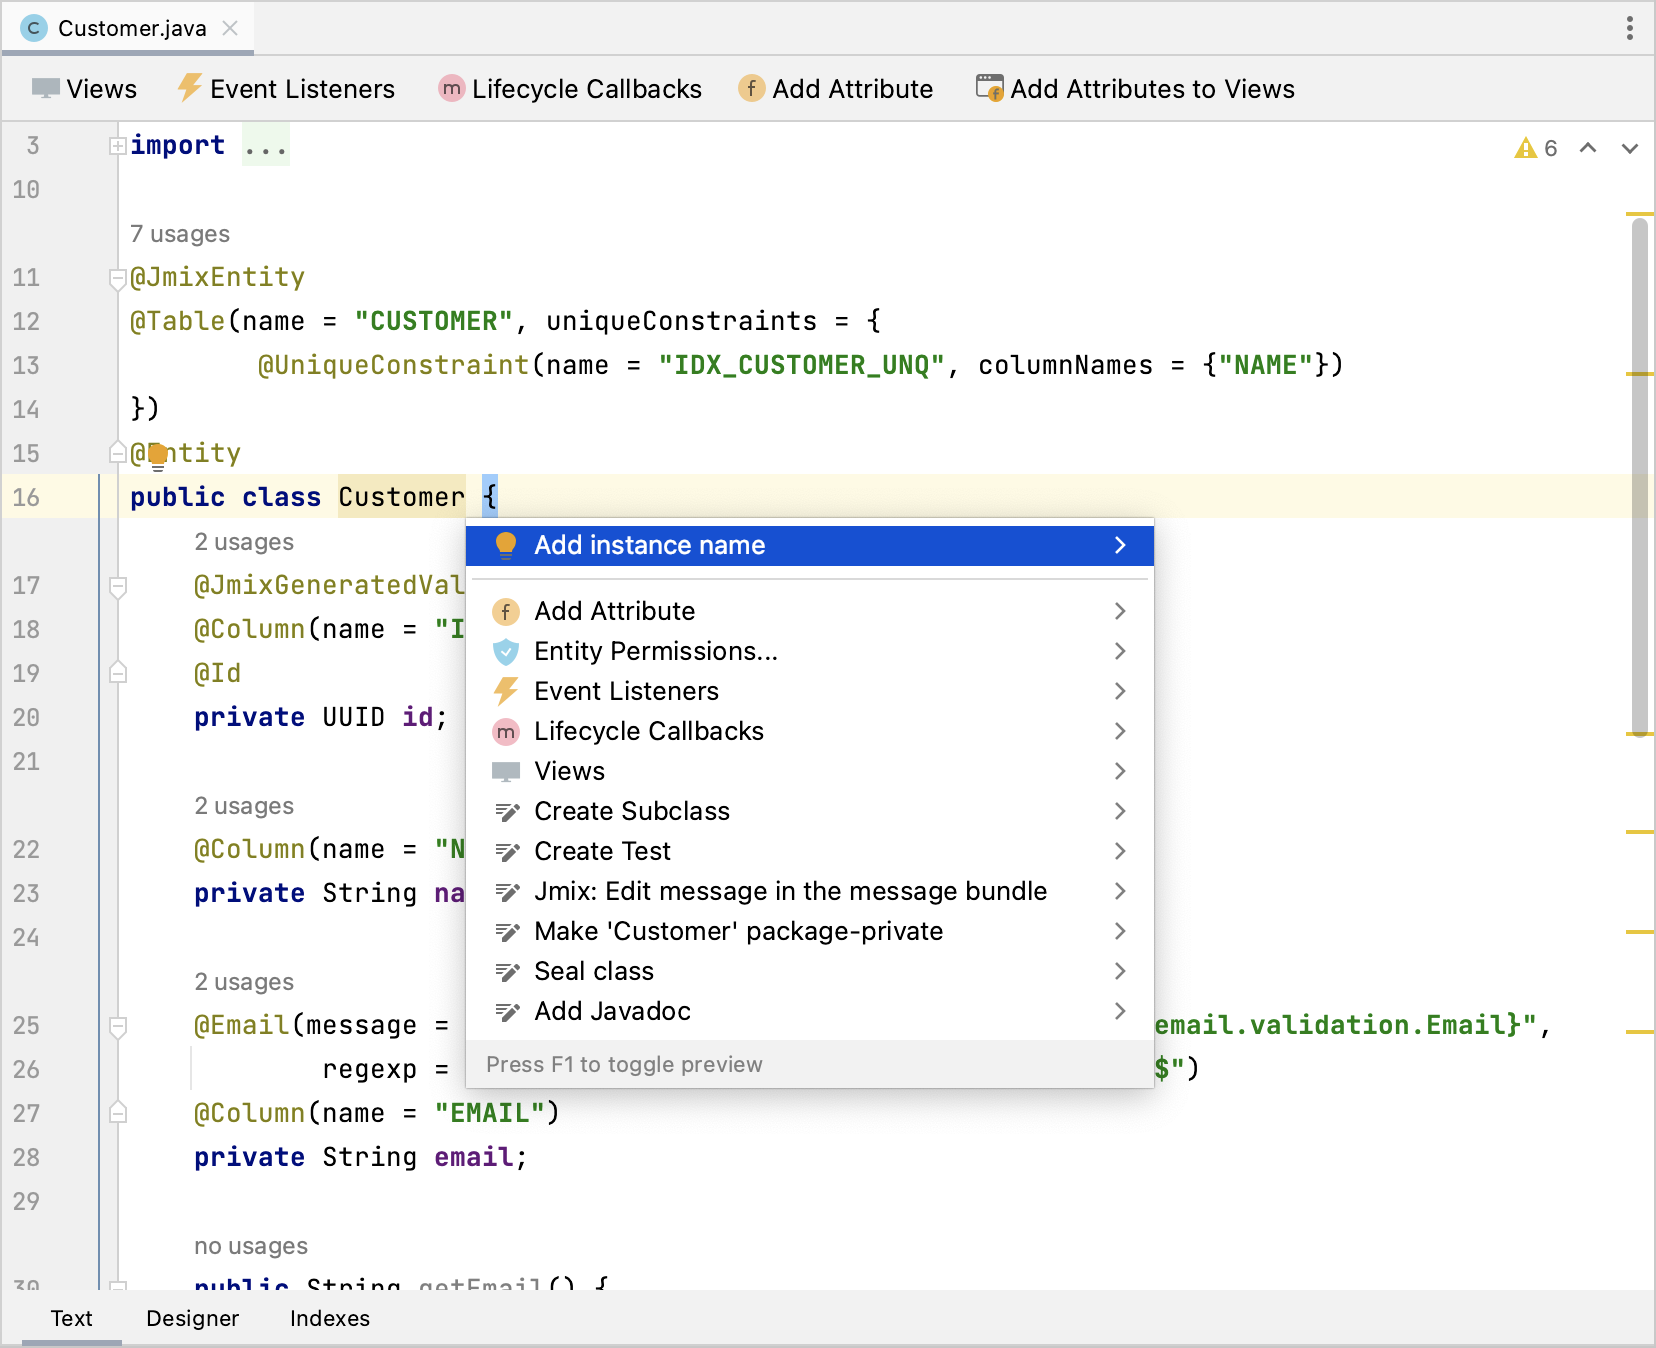 C Customer.java
Views Event Listeners m Lifecycle Callbacks f Add Attribute f Add Attributes to Views
3 import ... 6
10
7 usages
11 @JmixEntity
12 @Table(name = "CUSTOMER", uniqueConstraints = {
13 @UniqueConstraint(name = "IDX_CUSTOMER_UNQ", columnNames = {"NAME"})
14 })
15 @Entity
16 public class Customer {
2 usages
Add instance name
17 @JmixGeneratedVal
18 @Column(name = "I
f Add Attribute
Entity Permissions...
19 @Id
Event Listeners
20 private UUID id;
m Lifecycle Callbacks
21
Views
2 usages
Create Subclass
22 @Column(name = "N
Create Test
23 private String na
Jmix: Edit message in the message bundle
24
Make 'Customer' package-private
2 usages
Seal class
25 @Email(message = email.validation.Email}",
Add Javadoc
26 regexp = $")
Press F1 to toggle preview
27 @Column(name = "EMAIL")
28 private String email;
29
no usages
30 public String getEmail() {
Text Designer Indexes